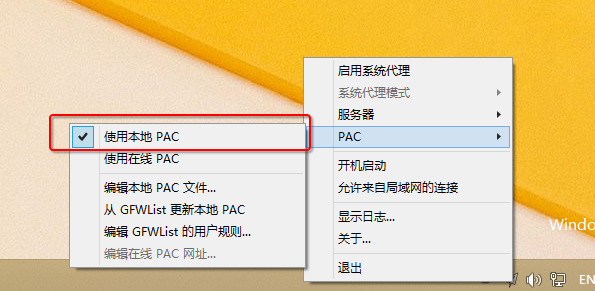 启用系统代理
系统代理模式
服务器
PAC
开机启动
允许来自局域网的连接
显示日志...
关于...
退出
使用本地 PAC
使用在线 PAC
编辑本地 PAC 文件...
从 GFWList 更新本地 PAC
编辑 GFWList 的用户规则...
编辑在线 PAC 网址...
Windo
EN